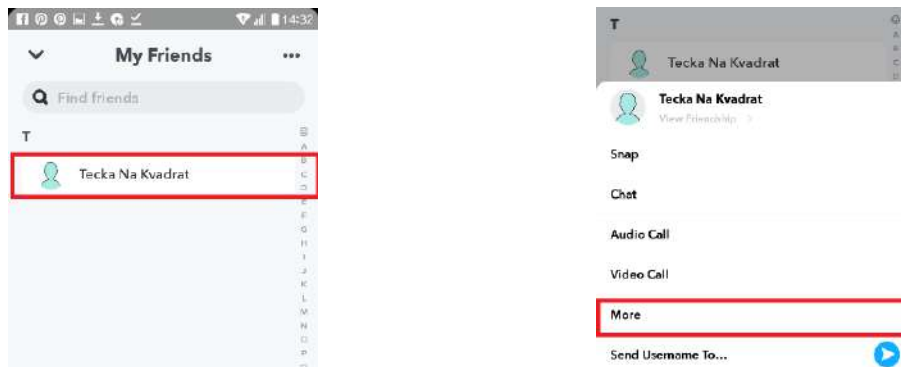 14:32
My Friends
Find friends
T
Tecka Na Kvadrat
A
B
C
D
E
F
G
H
I
J
K
L
M
N
O
P
T
Tecka Na Kvadrat
Tecka Na Kvadrat
View Friendship
Snap
Chat
Audio Call
Video Call
More
Send Username To...